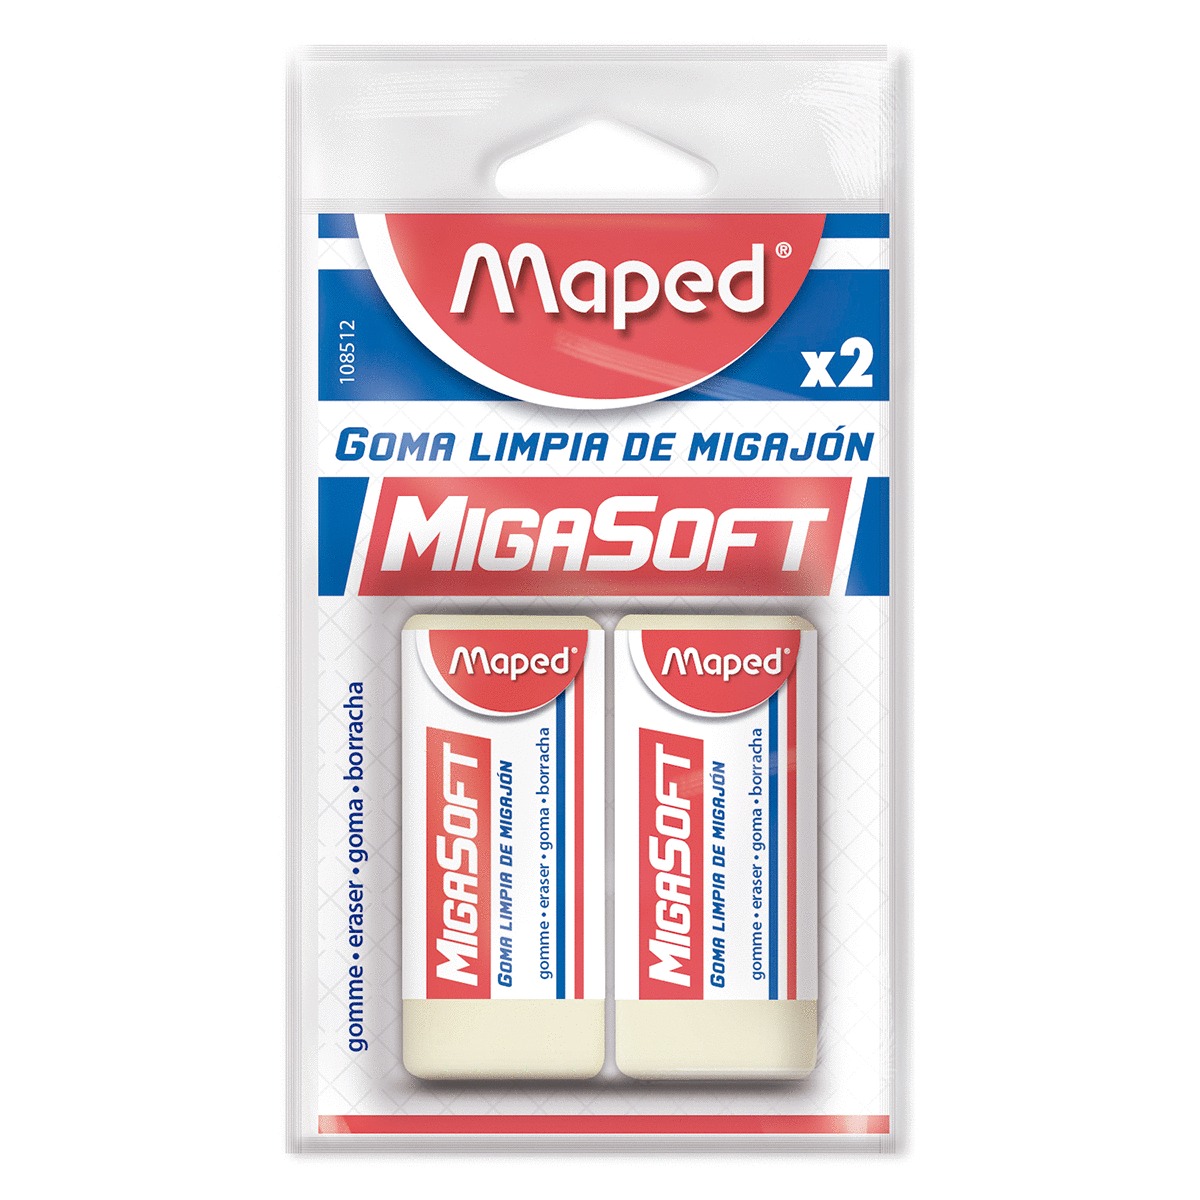 Maped®
108512
x2
GOMA LIMPIA DE MIGAJÓN
MIGASOFT
gomme • eraser • goma • borracha
Maped®
MIGASOFT
GOMA LIMPIA DE MIGAJÓN
gomme • eraser • goma • borracha
Maped®
MIGASOFT
GOMA LIMPIA DE MIGAJÓN
gomme • eraser • goma • borracha